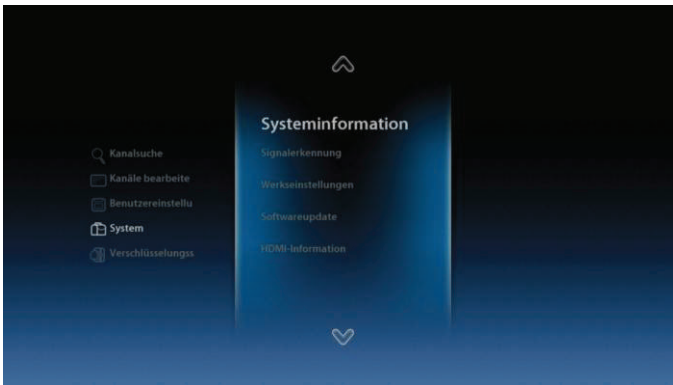 Kanalsuche
Kanäle bearbeite
Benutzereinstellu
System
Verschlüsselungss
Systeminformation
Signalerkennung
Werkseinstellungen
Softwareupdate
HDMI-Information